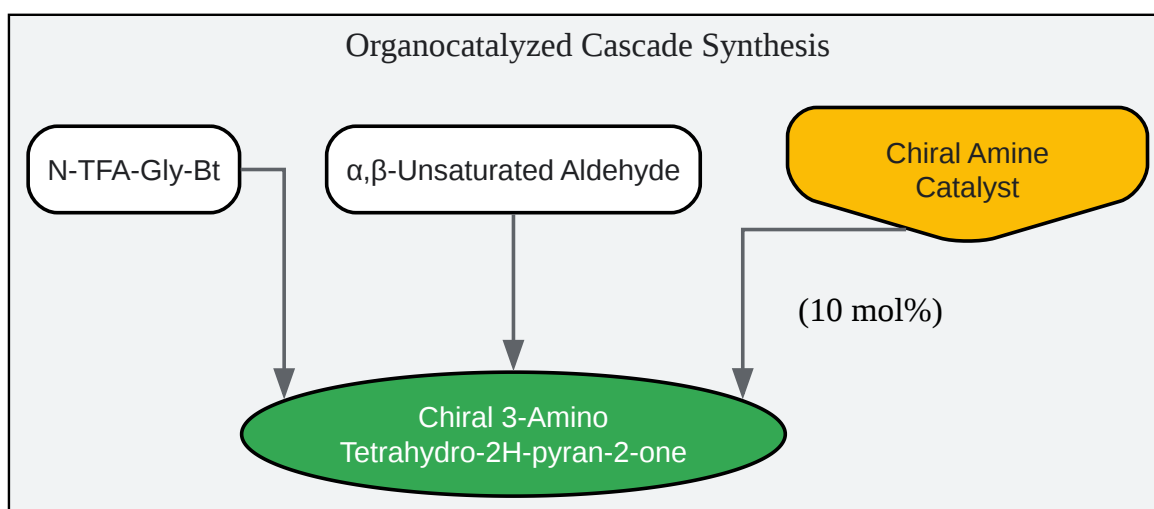 Organocatalyzed Cascade Synthesis
N-TFA-Gly-Bt
α,β-Unsaturated Aldehyde
Chiral Amine
Catalyst
(10 mol%)
Chiral 3-Amino
Tetrahydro-2H-pyran-2-one